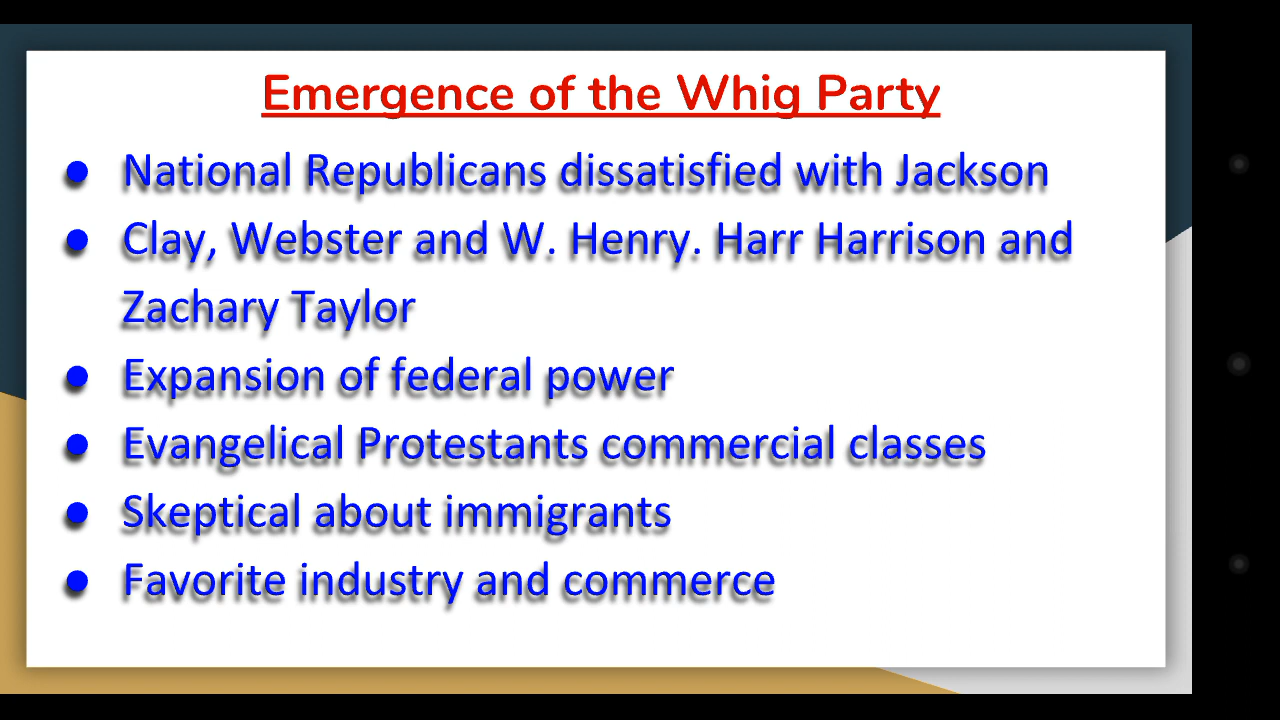 Emergence of the Whig Party
● National Republicans dissatisfied with Jackson
● Clay, Webster and W. Henry. Harr Harrison and
Zachary Taylor
● Expansion of federal power
● Evangelical Protestants commercial classes
● Skeptical about immigrants
● Favorite industry and commerce